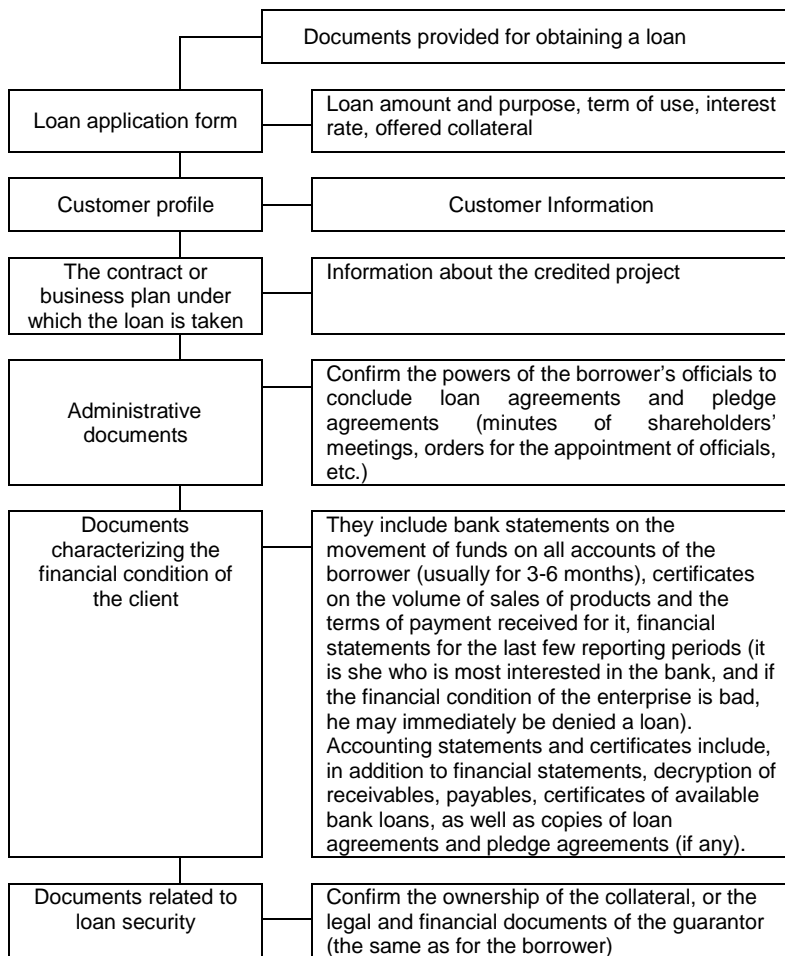 Documents provided for obtaining a loan
Loan application form
Loan amount and purpose, term of use, interest
rate, offered collateral
Customer profile
Customer Information
The contract or
business plan under
which the loan is taken
Information about the credited project
Administrative
documents
Confirm the powers of the borrower’s officials to
conclude loan agreements and pledge
agreements (minutes of shareholders’
meetings, orders for the appointment of officials,
etc.)
Documents
characterizing the
financial condition of
the client
They include bank statements on the
movement of funds on all accounts of the
borrower (usually for 3-6 months), certificates
on the volume of sales of products and the
terms of payment received for it, financial
statements for the last few reporting periods (it
is she who is most interested in the bank, and if
the financial condition of the enterprise is bad,
he may immediately be denied a loan).
Accounting statements and certificates include,
in addition to financial statements, decryption of
receivables, payables, certificates of available
bank loans, as well as copies of loan
agreements and pledge agreements (if any).
Documents related to
loan security
Confirm the ownership of the collateral, or the
legal and financial documents of the guarantor
(the same as for the borrower)